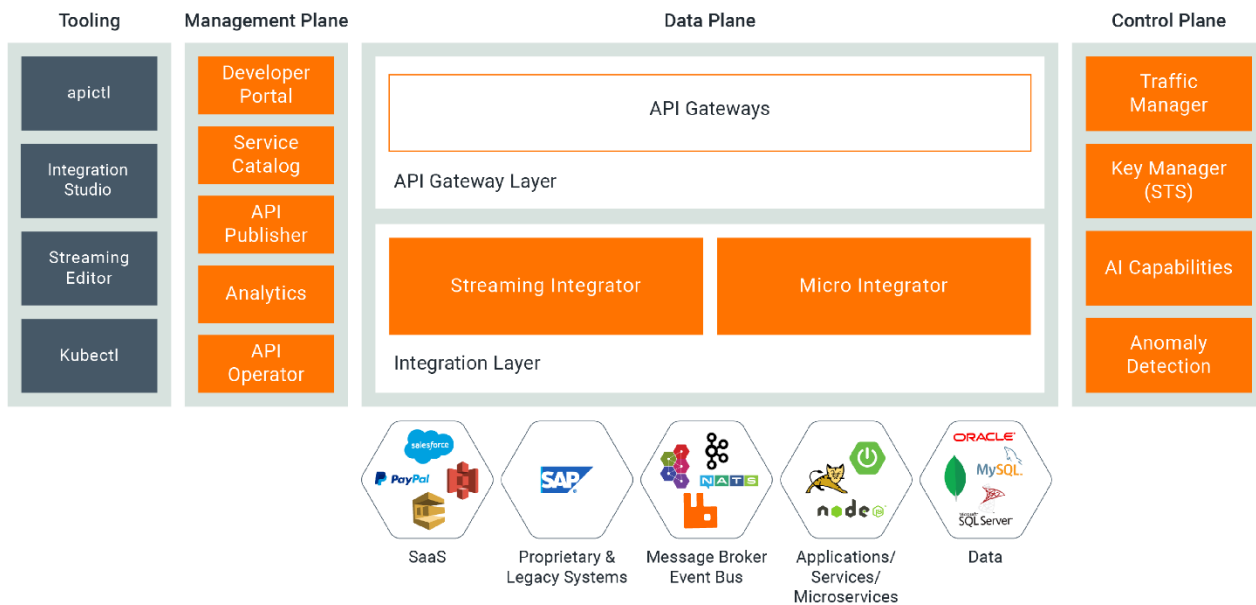 Tooling
Management Plane
Data Plane
Control Plane
apictl
Integration
Studio
Streaming
Editor
Kubectl
Developer
Portal
Service
Catalog
API
Publisher
Analytics
API
Operator
API Gateways
API Gateway Layer
Streaming Integrator
Micro Integrator
Integration Layer
Traffic
Manager
Key Manager
(STS)
AI Capabilities
Anomaly
Detection
salesforce
PayPal
SaaS
SAP
Proprietary &
Legacy Systems
NATS
Message Broker
Event Bus
node
JS
Applications/
Services/
Microservices
ORACLE
MySQL
Microsoft
SQL Server
Data